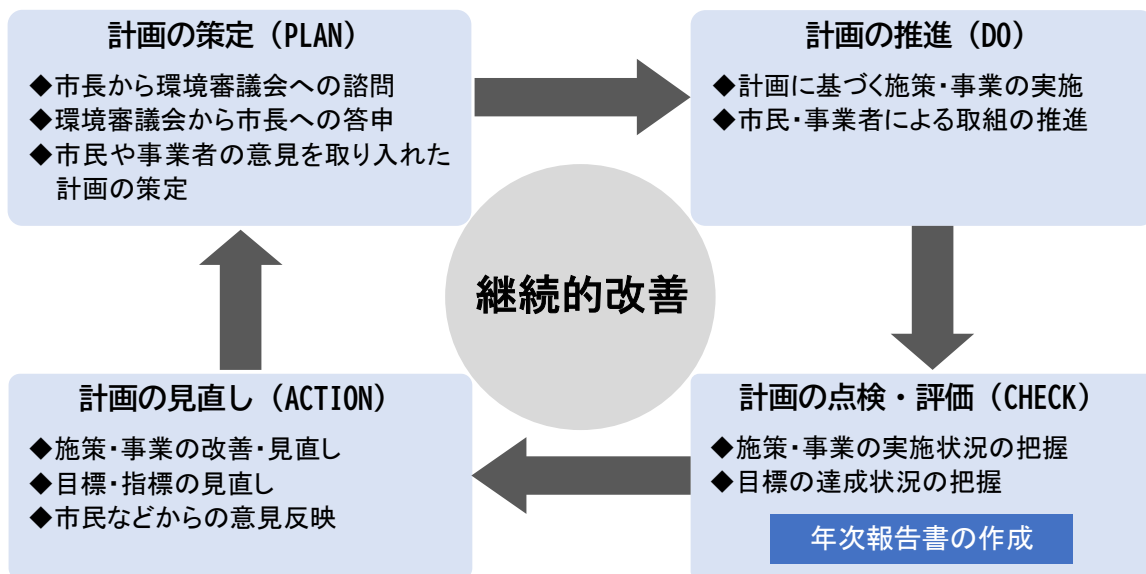 計画の策定（PLAN）
◆市長から環境審議会への諮問
◆環境審議会から市長への答申
◆市民や事業者の意見を取り入れた
計画の策定
計画の推進（DO）
◆計画に基づく施策・事業の実施
◆市民・事業者による取組の推進
継続的改善
計画の見直し（ACTION）
◆施策・事業の改善・見直し
◆目標・指標の見直し
◆市民などからの意見反映
計画の点検・評価（CHECK）
◆施策・事業の実施状況の把握
◆目標の達成状況の把握
年次報告書の作成